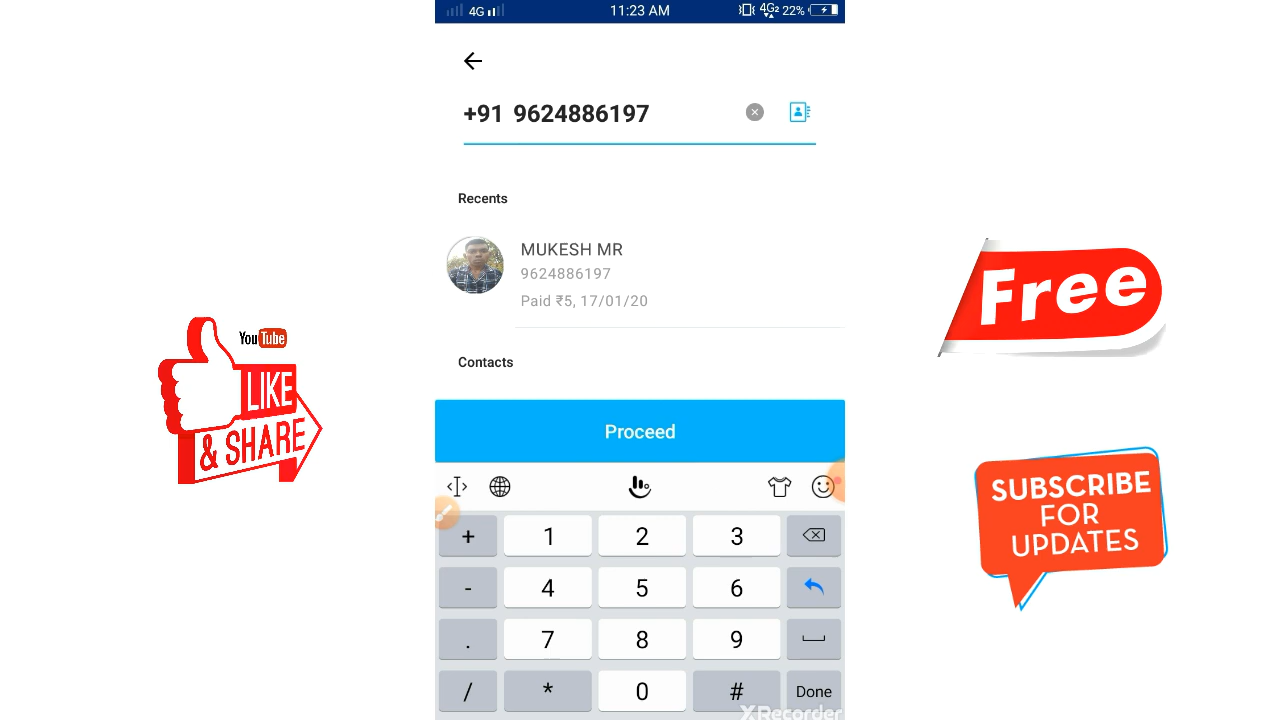 4G
11:23 AM
4G2 22%
+91 9624886197
Recents
MUKESH MR
9624886197
Paid ₹5, 17/01/20
Contacts
Proceed
+ 1 2 3
- 4 5 6
. 7 8 9
/ * 0 # Done
XRecorder
YouTube
LIKE
& SHARE
Free
SUBSCRIBE
FOR
UPDATES